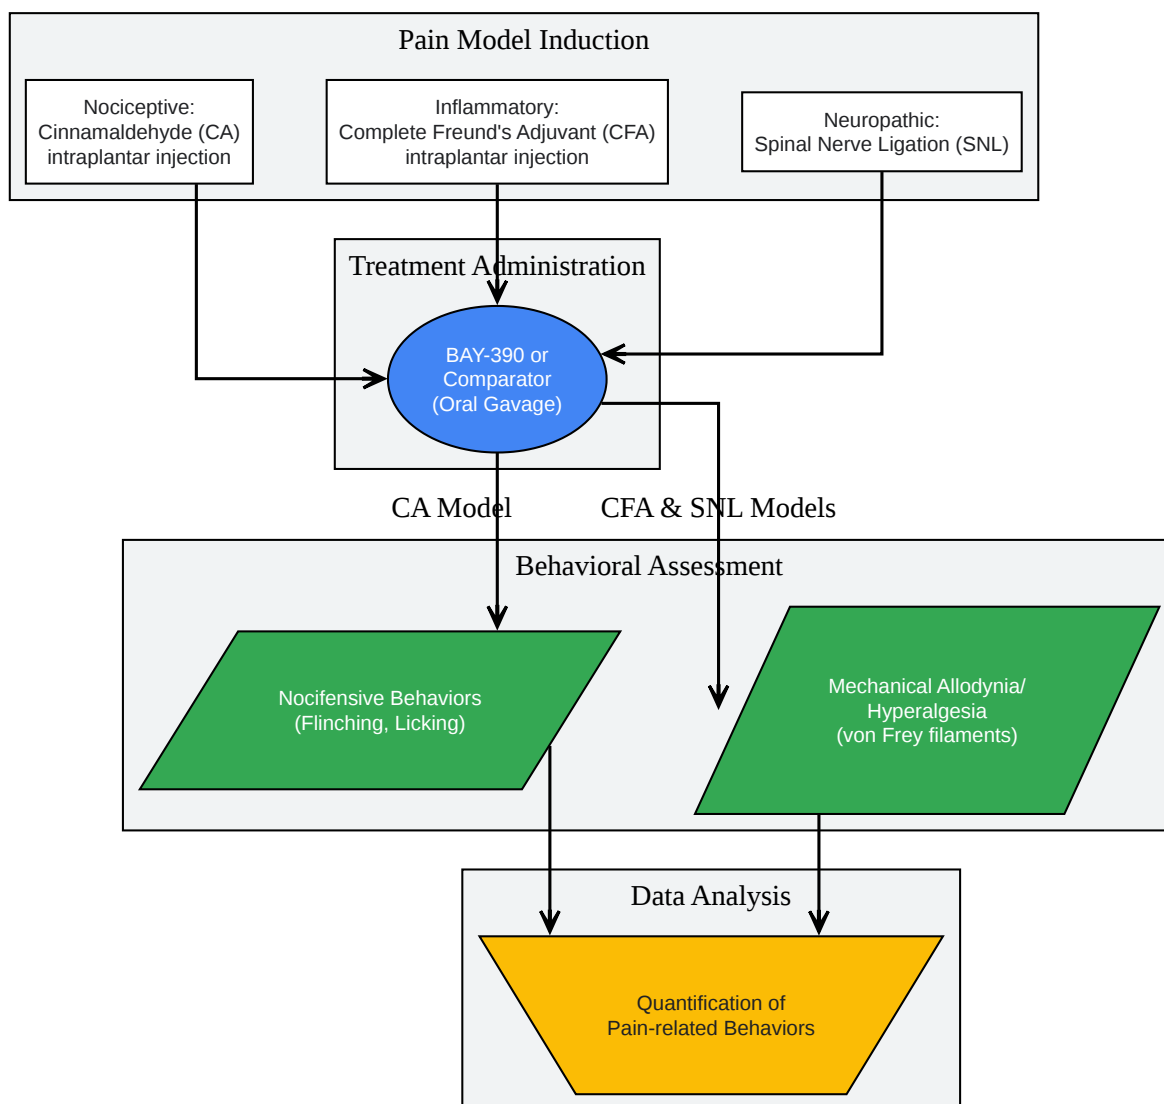 Pain Model Induction
Nociceptive:
Cinnamaldehyde (CA)
intraplantar injection
Inflammatory:
Complete Freund's Adjuvant (CFA)
intraplantar injection
Neuropathic:
Spinal Nerve Ligation (SNL)
Treatment Administration
BAY-390 or
Comparator
(Oral Gavage)
CA Model
CFA & SNL Models
Behavioral Assessment
Nocifensive Behaviors
(Flinching, Licking)
Mechanical Allodynia/
Hyperalgesia
(von Frey filaments)
Data Analysis
Quantification of
Pain-related Behaviors